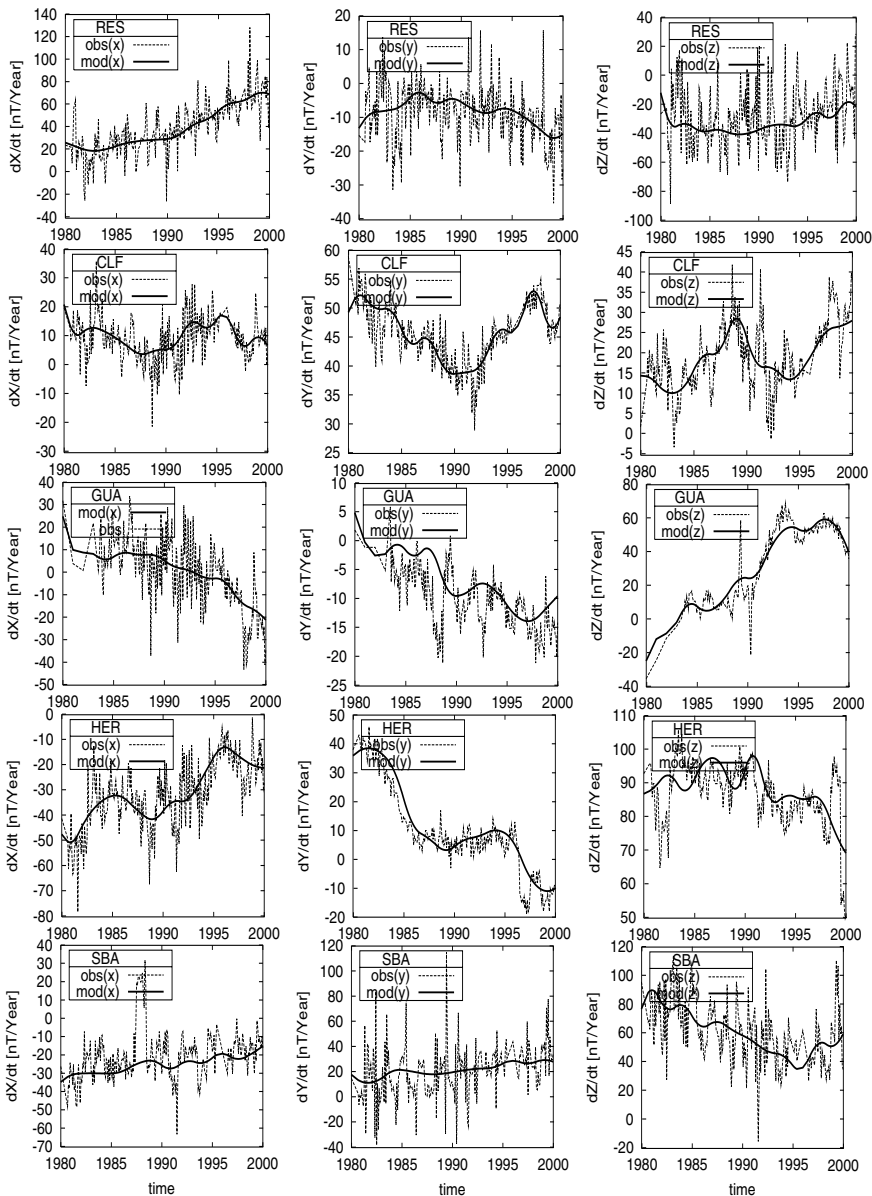 RES
obs(x)
mod(x)
dX/dt [nT/Year]
140
120
100
80
60
40
20
0
-20
-40
1980 1985 1990 1995 2000
RES
obs(y)
mod(y)
dY/dt [nT/Year]
20
10
0
-10
-20
-30
-40
1980 1985 1990 1995 2000
RES
obs(z)
mod(z)
dZ/dt [nT/Year]
40
20
0
-20
-40
-60
-80
-100
1980 1985 1990 1995 2000
CLF
obs(x)
mod(x)
dX/dt [nT/Year]
40
30
20
10
0
-10
-20
-30
1980 1985 1990 1995 2000
CLF
obs(y)
mod(y)
dY/dt [nT/Year]
60
55
50
45
40
35
30
25
1980 1985 1990 1995 2000
CLF
obs(z)
mod(z)
dZ/dt [nT/Year]
45
40
35
30
25
20
15
10
5
0
-5
1980 1985 1990 1995 2000
GUA
mod(x)
obs
dX/dt [nT/Year]
40
30
20
10
0
-10
-20
-30
-40
-50
1980 1985 1990 1995 2000
GUA
obs(y)
mod(y)
dY/dt [nT/Year]
10
5
0
-5
-10
-15
-20
-25
1980 1985 1990 1995 2000
GUA
obs(z)
mod(z)
dZ/dt [nT/Year]
80
60
40
20
0
-20
-40
1980 1985 1990 1995 2000
HER
obs(x)
mod(x)
dX/dt [nT/Year]
0
-10
-20
-30
-40
-50
-60
-70
-80
1980 1985 1990 1995 2000
HER
obs(y)
mod(y)
dY/dt [nT/Year]
50
40
30
20
10
0
-10
-20
1980 1985 1990 1995 2000
HER
obs(z)
mod(z)
dZ/dt [nT/Year]
110
100
90
80
70
60
50
1980 1985 1990 1995 2000
SBA
obs(x)
mod(x)
dX/dt [nT/Year]
40
30
20
10
0
-10
-20
-30
-40
-50
-60
-70
1980 1985 1990 1995 2000
time
SBA
obs(y)
mod(y)
dY/dt [nT/Year]
120
100
80
60
40
20
0
-20
-40
1980 1985 1990 1995 2000
time
SBA
obs(z)
mod(z)
dZ/dt [nT/Year]
120
100
80
60
40
20
0
-20
1980 1985 1990 1995 2000
time